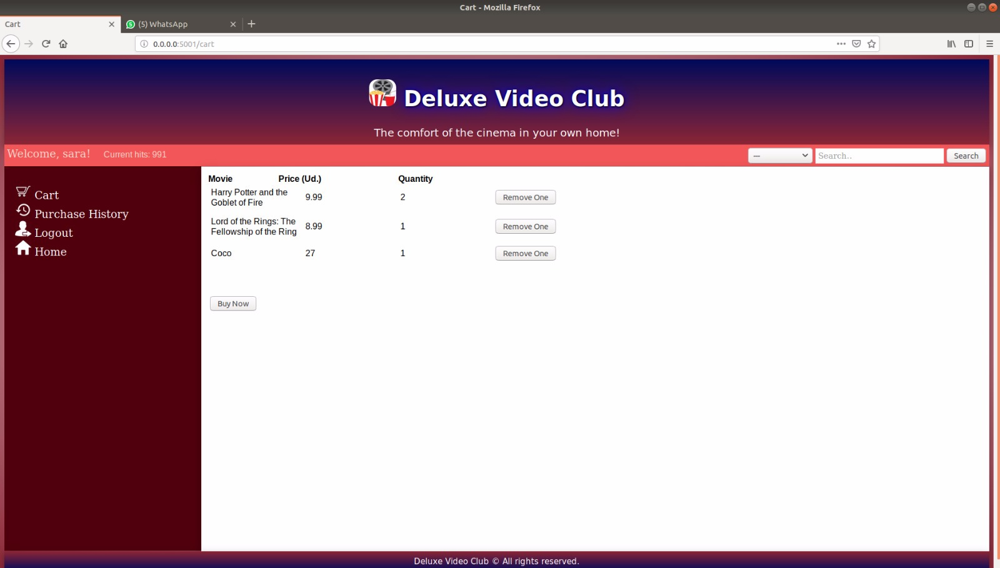 Cart - Mozilla Firefox
Cart
(5) WhatsApp
0.0.0.0:5001/cart
Deluxe Video Club
The comfort of the cinema in your own home!
Welcome, sara! Current hits: 991
--- Search.. Search
Cart
Purchase History
Logout
Home
Movie Price (Ud.) Quantity
Harry Potter and the
Goblet of Fire 9.99 2 Remove One
Lord of the Rings: The
Fellowship of the Ring 8.99 1 Remove One
Coco 27 1 Remove One
Buy Now
Deluxe Video Club © All rights reserved.